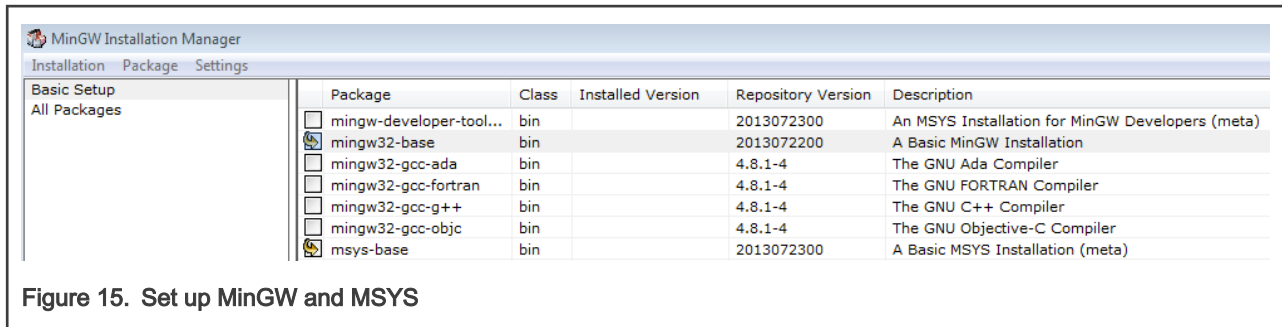 MinGW Installation Manager
Installation Package Settings
Basic Setup
All Packages
Package Class Installed Version Repository Version Description
mingw-developer-tool... bin 2013072300 An MSYS Installation for MinGW Developers (meta)
mingw32-base bin 2013072200 A Basic MinGW Installation
mingw32-gcc-ada bin 4.8.1-4 The GNU Ada Compiler
mingw32-gcc-fortran bin 4.8.1-4 The GNU FORTRAN Compiler
mingw32-gcc-g++ bin 4.8.1-4 The GNU C++ Compiler
mingw32-gcc-objc bin 4.8.1-4 The GNU Objective-C Compiler
msys-base bin 2013072300 A Basic MSYS Installation (meta)
Figure 15. Set up MinGW and MSYS